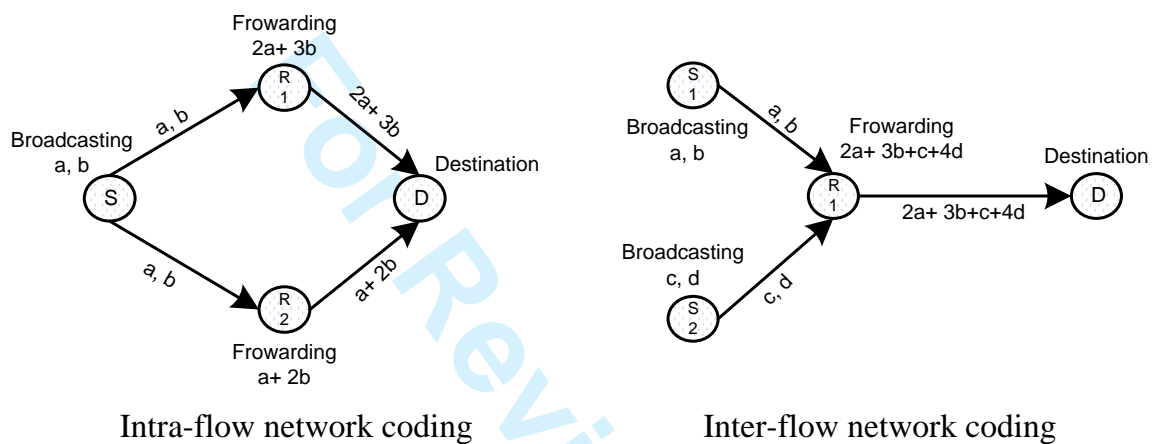 Frowarding
2a+ 3b
R
1
2a+ 3b
a, b
Broadcasting
a, b
S
Destination
D
a, b
a+ 2b
R
2
Frowarding
a+ 2b
Intra-flow network coding
S
1
Broadcasting
a, b
a, b
Frowarding
2a+ 3b+c+4d
R
1
2a+ 3b+c+4d
Destination
D
Broadcasting
c, d
S
2
c, d
Inter-flow network coding
For Revi